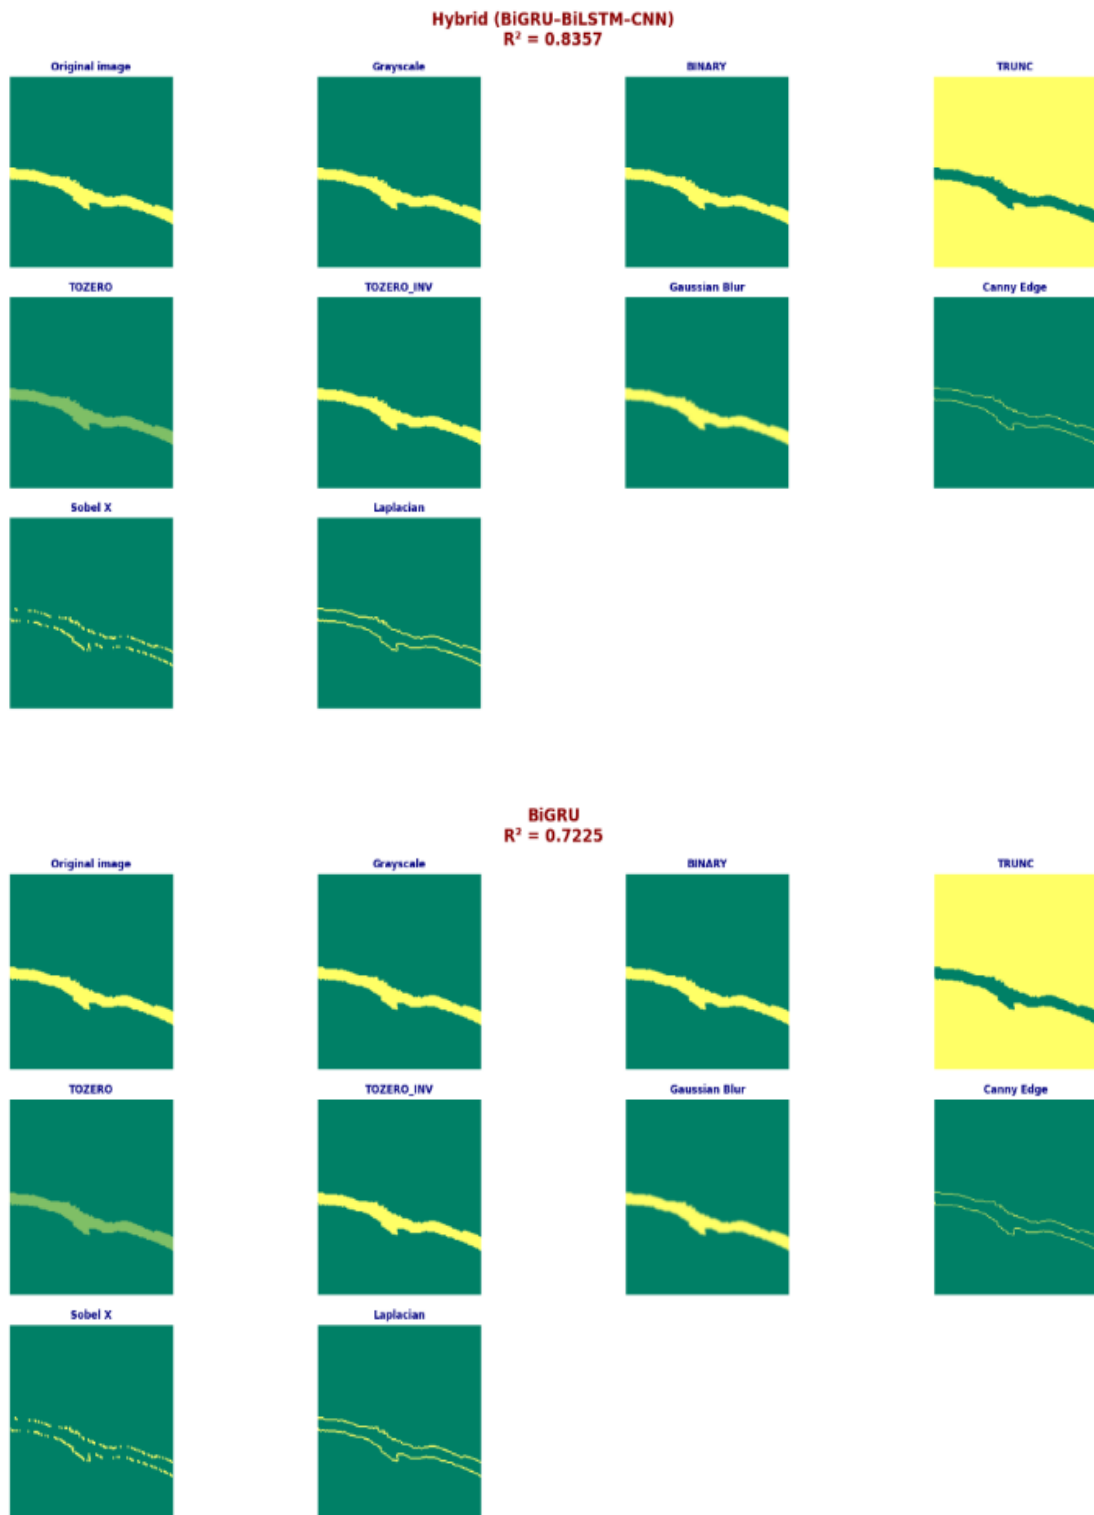 Hybrid (BiGRU-BiLSTM-CNN)
R² = 0.8357
Original image
Grayscale
BINARY
TRUNC
TOZERO
TOZERO_INV
Gaussian Blur
Canny Edge
Sobel X
Laplacian
BiGRU
R² = 0.7225
Original image
Grayscale
BINARY
TRUNC
TOZERO
TOZERO_INV
Gaussian Blur
Canny Edge
Sobel X
Laplacian